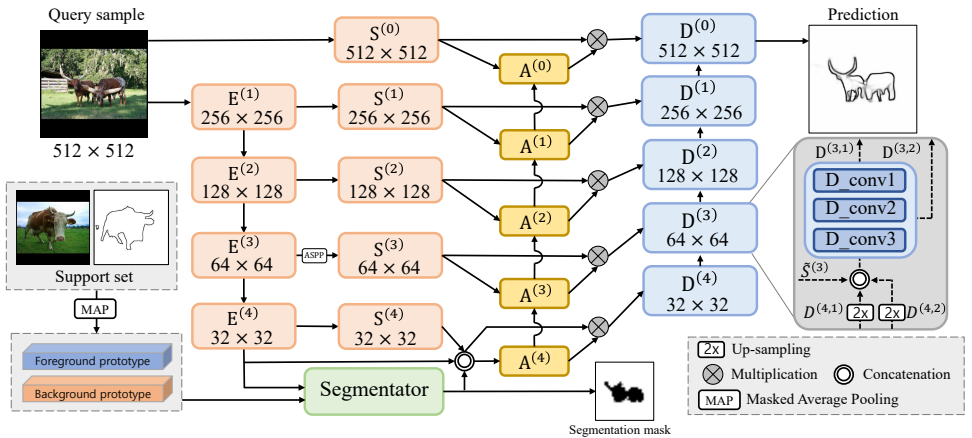 Query sample
512 × 512
Support set
MAP
Foreground prototype
Background prototype
E(1)
256 × 256
E(2)
128 × 128
E(3)
64 × 64
E(4)
32 × 32
ASPP
S(0)
512 × 512
S(1)
256 × 256
S(2)
128 × 128
S(3)
64 × 64
S(4)
32 × 32
Segmentator
A(0)
A(1)
A(2)
A(3)
A(4)
D(0)
512 × 512
D(1)
256 × 256
D(2)
128 × 128
D(3)
64 × 64
D(4)
32 × 32
Segmentation mask
Prediction
D(3,1) D(3,2)
D_conv1
D_conv2
D_conv3
S̃(3)
D(4,1) 2x 2x D(4,2)
2x Up-sampling
Multiplication Concatenation
MAP Masked Average Pooling